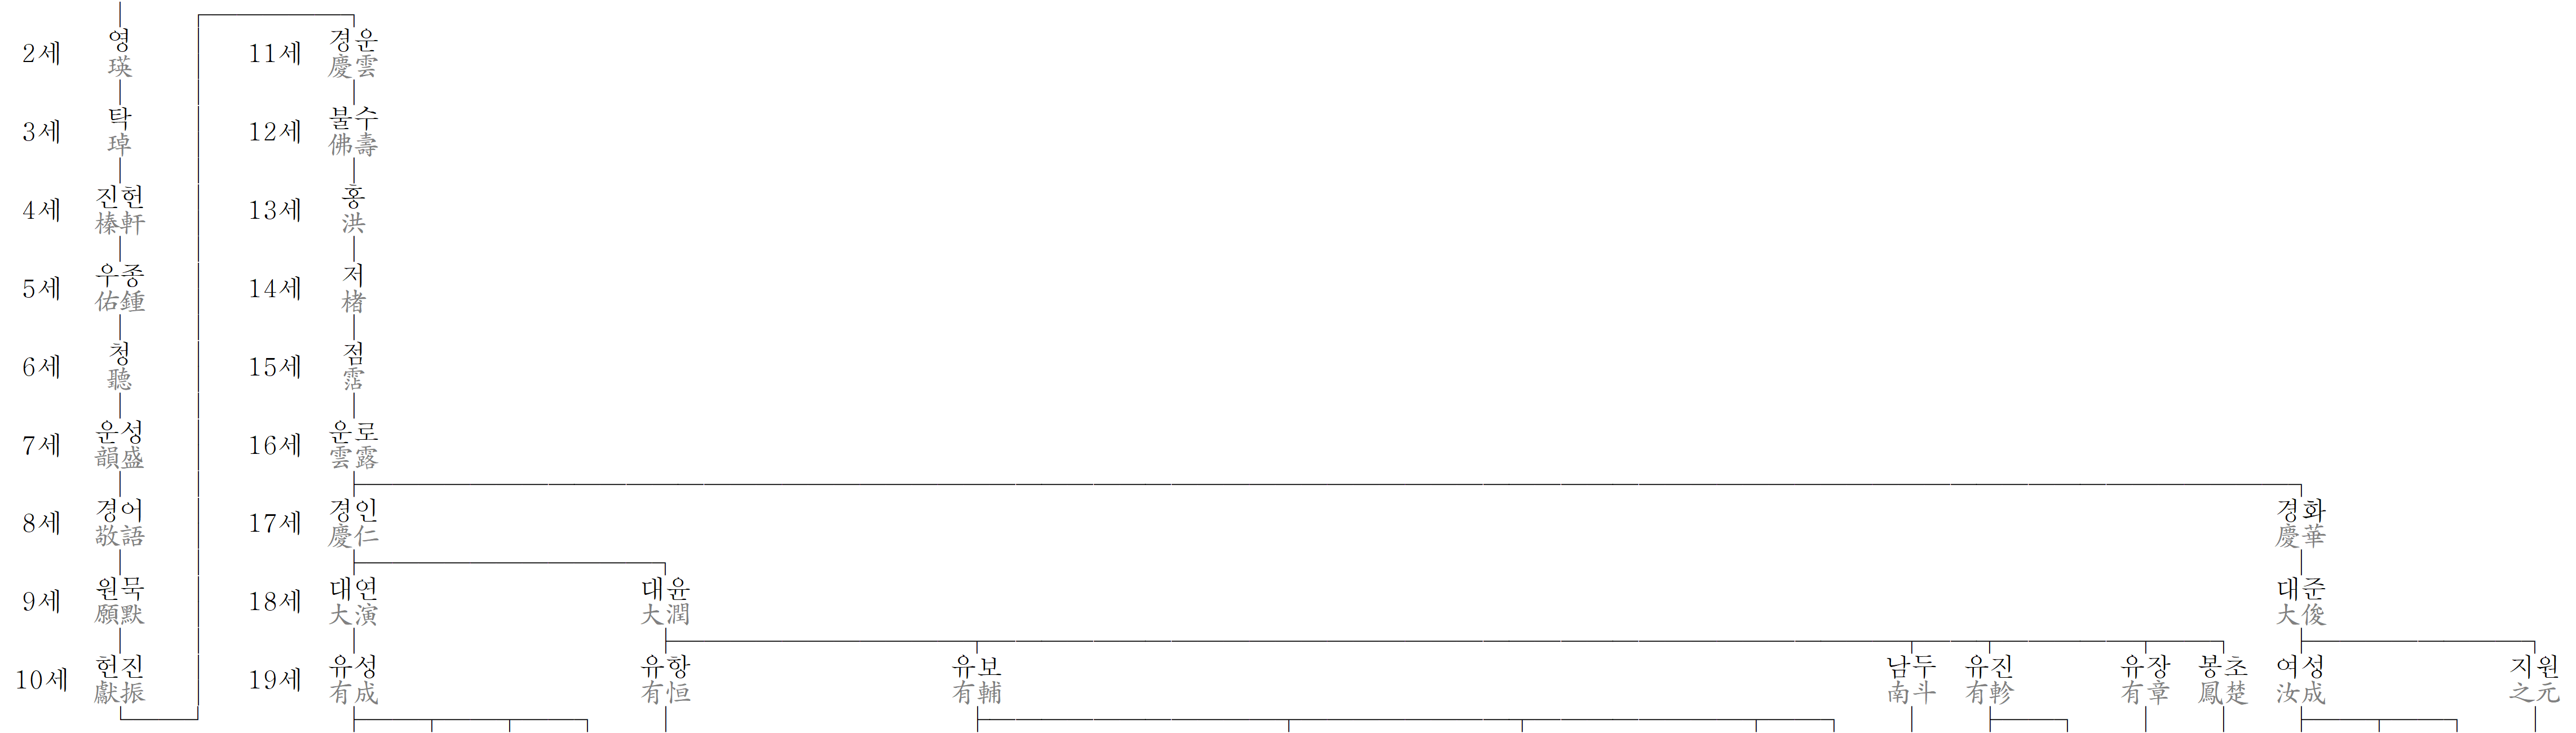 2세 영 11세 경운
瑛 慶雲
3세 탁 12세 불수
琸 佛壽
4세 진헌 13세 홍
榛軒 洪
5세 우종 14세 저
佑鍾 楮
6세 청 15세 점
聽 霑
7세 운성 16세 운로
韻盛 雲露
8세 경어 17세 경인 경화
敬語 慶仁 慶華
9세 원묵 18세 대연 대윤 대준
願默 大演 大潤 大俊
10세 헌진 19세 유성 유항 유보 남두 유진 유장 봉초 여성 지원
獻振 有成 有恒 有輔 南斗 有軫 有章 鳳楚 汝成 之元